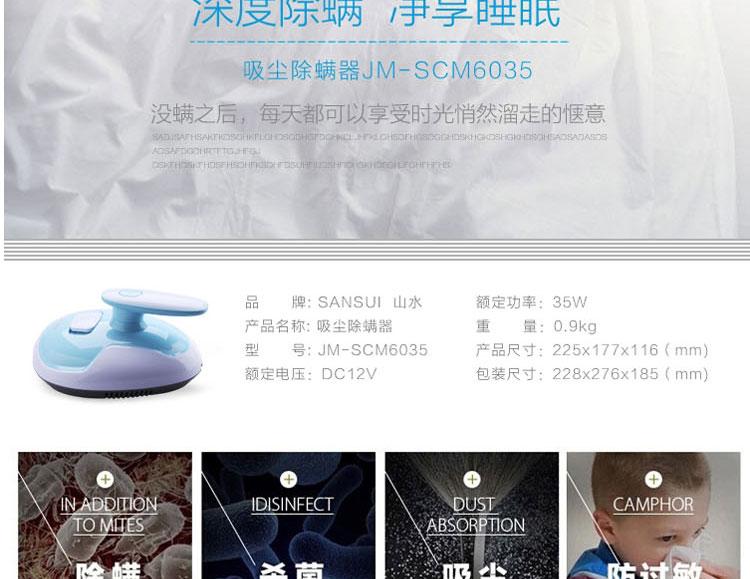 深度除螨 净享睡眠
吸尘除螨器JM-SCM6035
没螨之后，每天都可以享受时光悄然溜走的惬意
品 牌: SANSUI 山水
额定功率: 35W
产品名称: 吸尘除螨器
重 量: 0.9kg
型 号: JM-SCM6035
产品尺寸: 225x177x116（mm)
额定电压: DC12V
包装尺寸: 228x276x185（mm)
IN ADDITION
TO MITES
除螨
IDISINFECT
杀菌
DUST
ABSORPTION
吸尘
CAMPHOR
防过敏